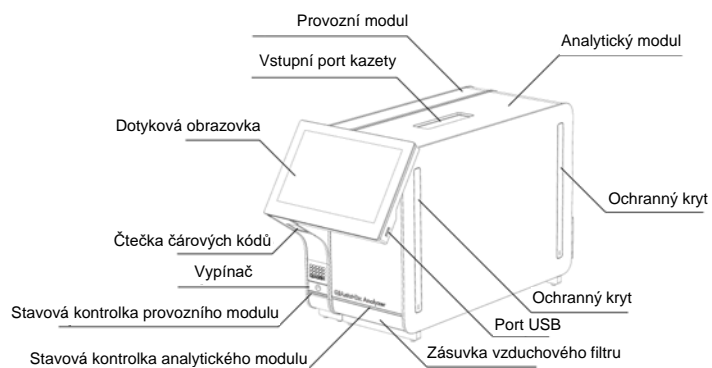 Provozní modul
Analytický modul
Vstupní port kazety
Dotyková obrazovka
Ochranný kryt
Čtečka čárových kódů
Vypínač
Ochranný kryt
Stavová kontrolka provozního modulu
Port USB
Stavová kontrolka analytického modulu
Zásuvka vzduchového filtru